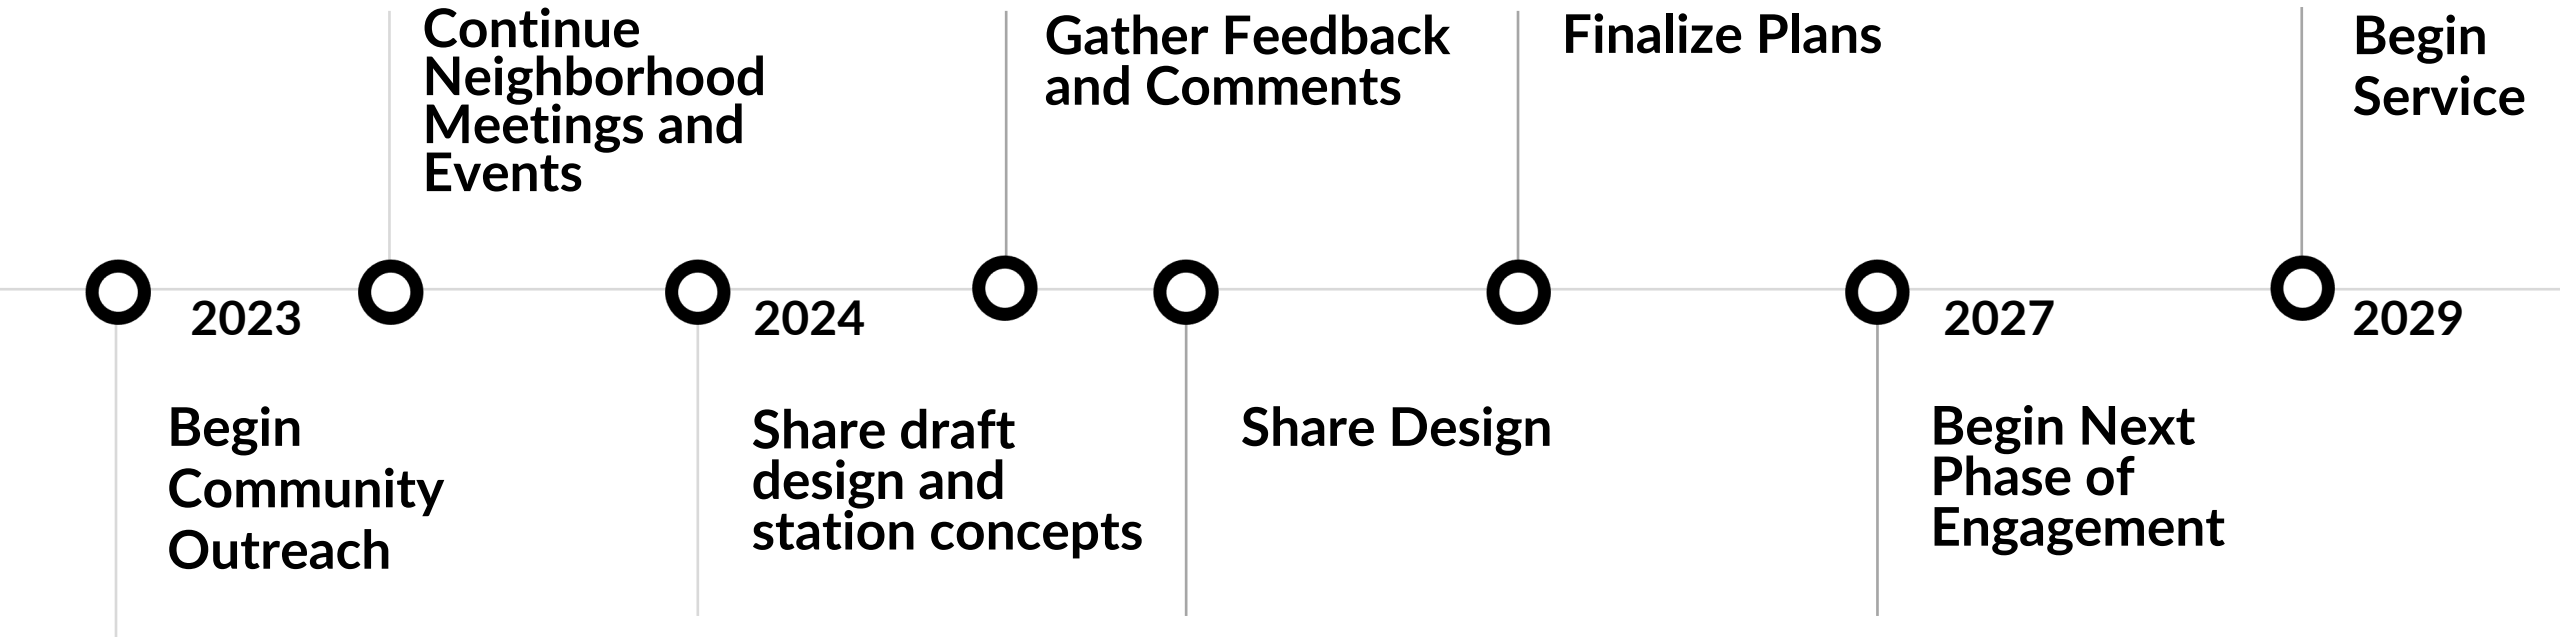 Continue
Neighborhood
Meetings and
Events
Gather Feedback
and Comments
Finalize Plans
Begin
Service
2023
2024
2027
2029
Begin
Community
Outreach
Share draft
design and
station concepts
Share Design
Begin Next
Phase of
Engagement